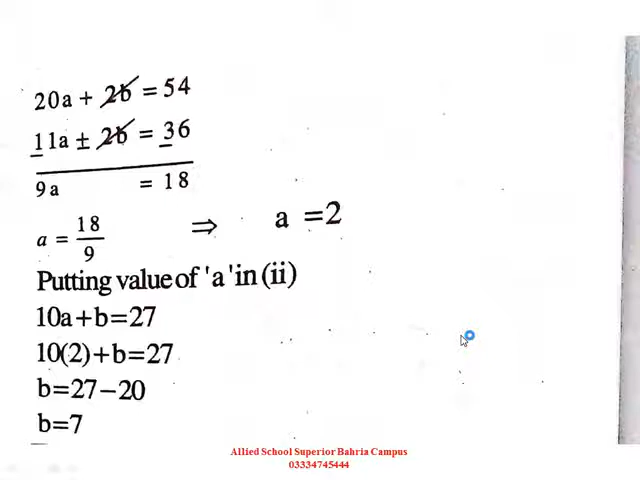 20a + 2b = 54
11a ± 2b = 36
9a = 18
a = 18/9 ⇒ a = 2
Putting value of 'a' in (ii)
10a+b=27
10(2)+b=27
b=27−20
b=7
Allied School Superior Bahria Campus
03334745444